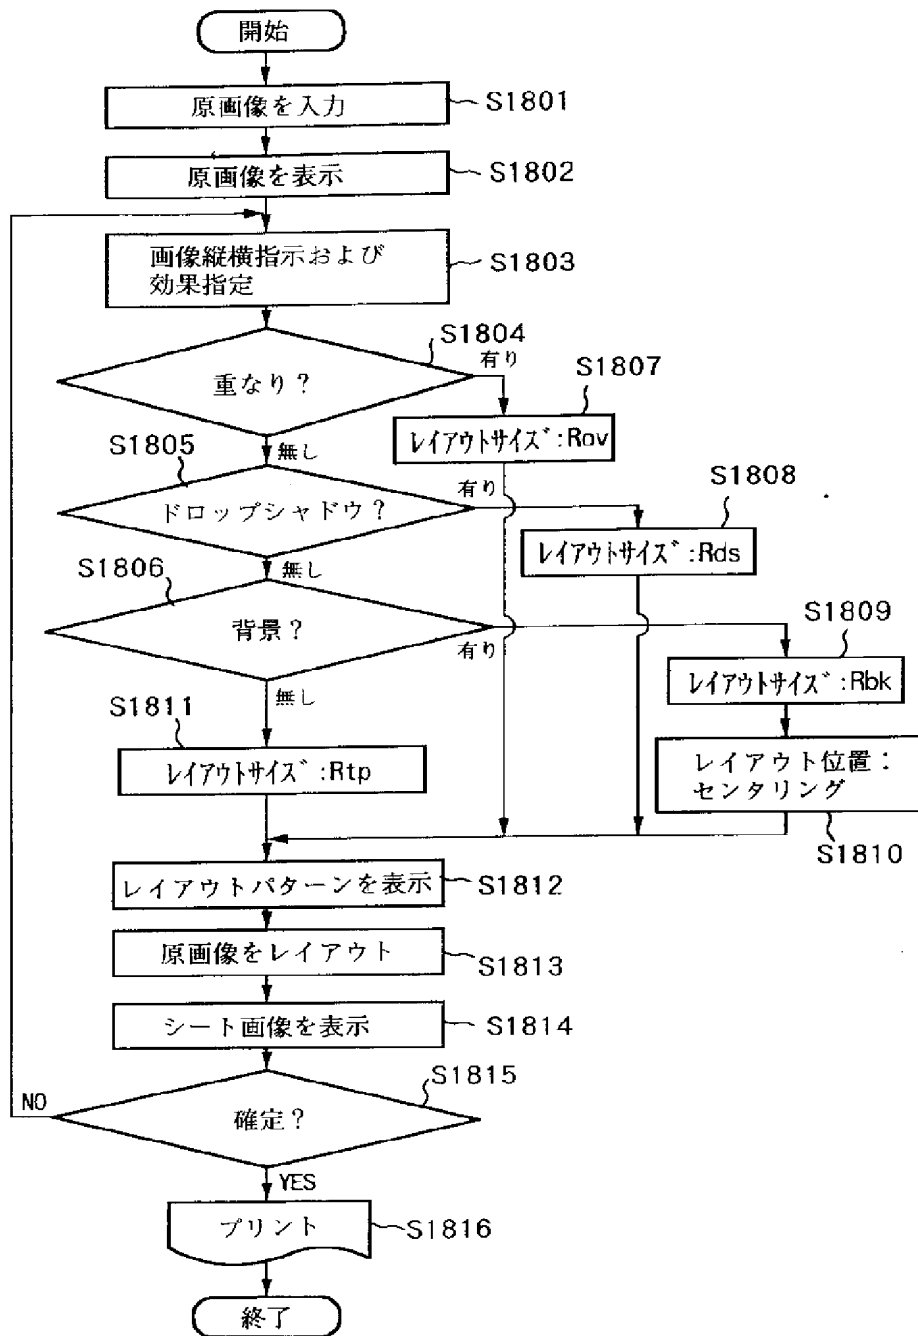 開始
原画像を入力
S1801
原画像を表示
S1802
画像縦横指示および
効果指定
S1803
S1804
重なり？
有り
S1807
レイアウトサイズ:Rov
無し
S1805
ドロップシャドウ？
有り
S1808
レイアウトサイズ:Rds
無し
S1806
背景？
有り
S1809
レイアウトサイズ:Rbk
無し
S1811
レイアウトサイズ:Rtp
レイアウト位置：
センタリング
S1810
レイアウトパターンを表示
S1812
原画像をレイアウト
S1813
シート画像を表示
S1814
S1815
NO
確定？
YES
プリント
S1816
終了